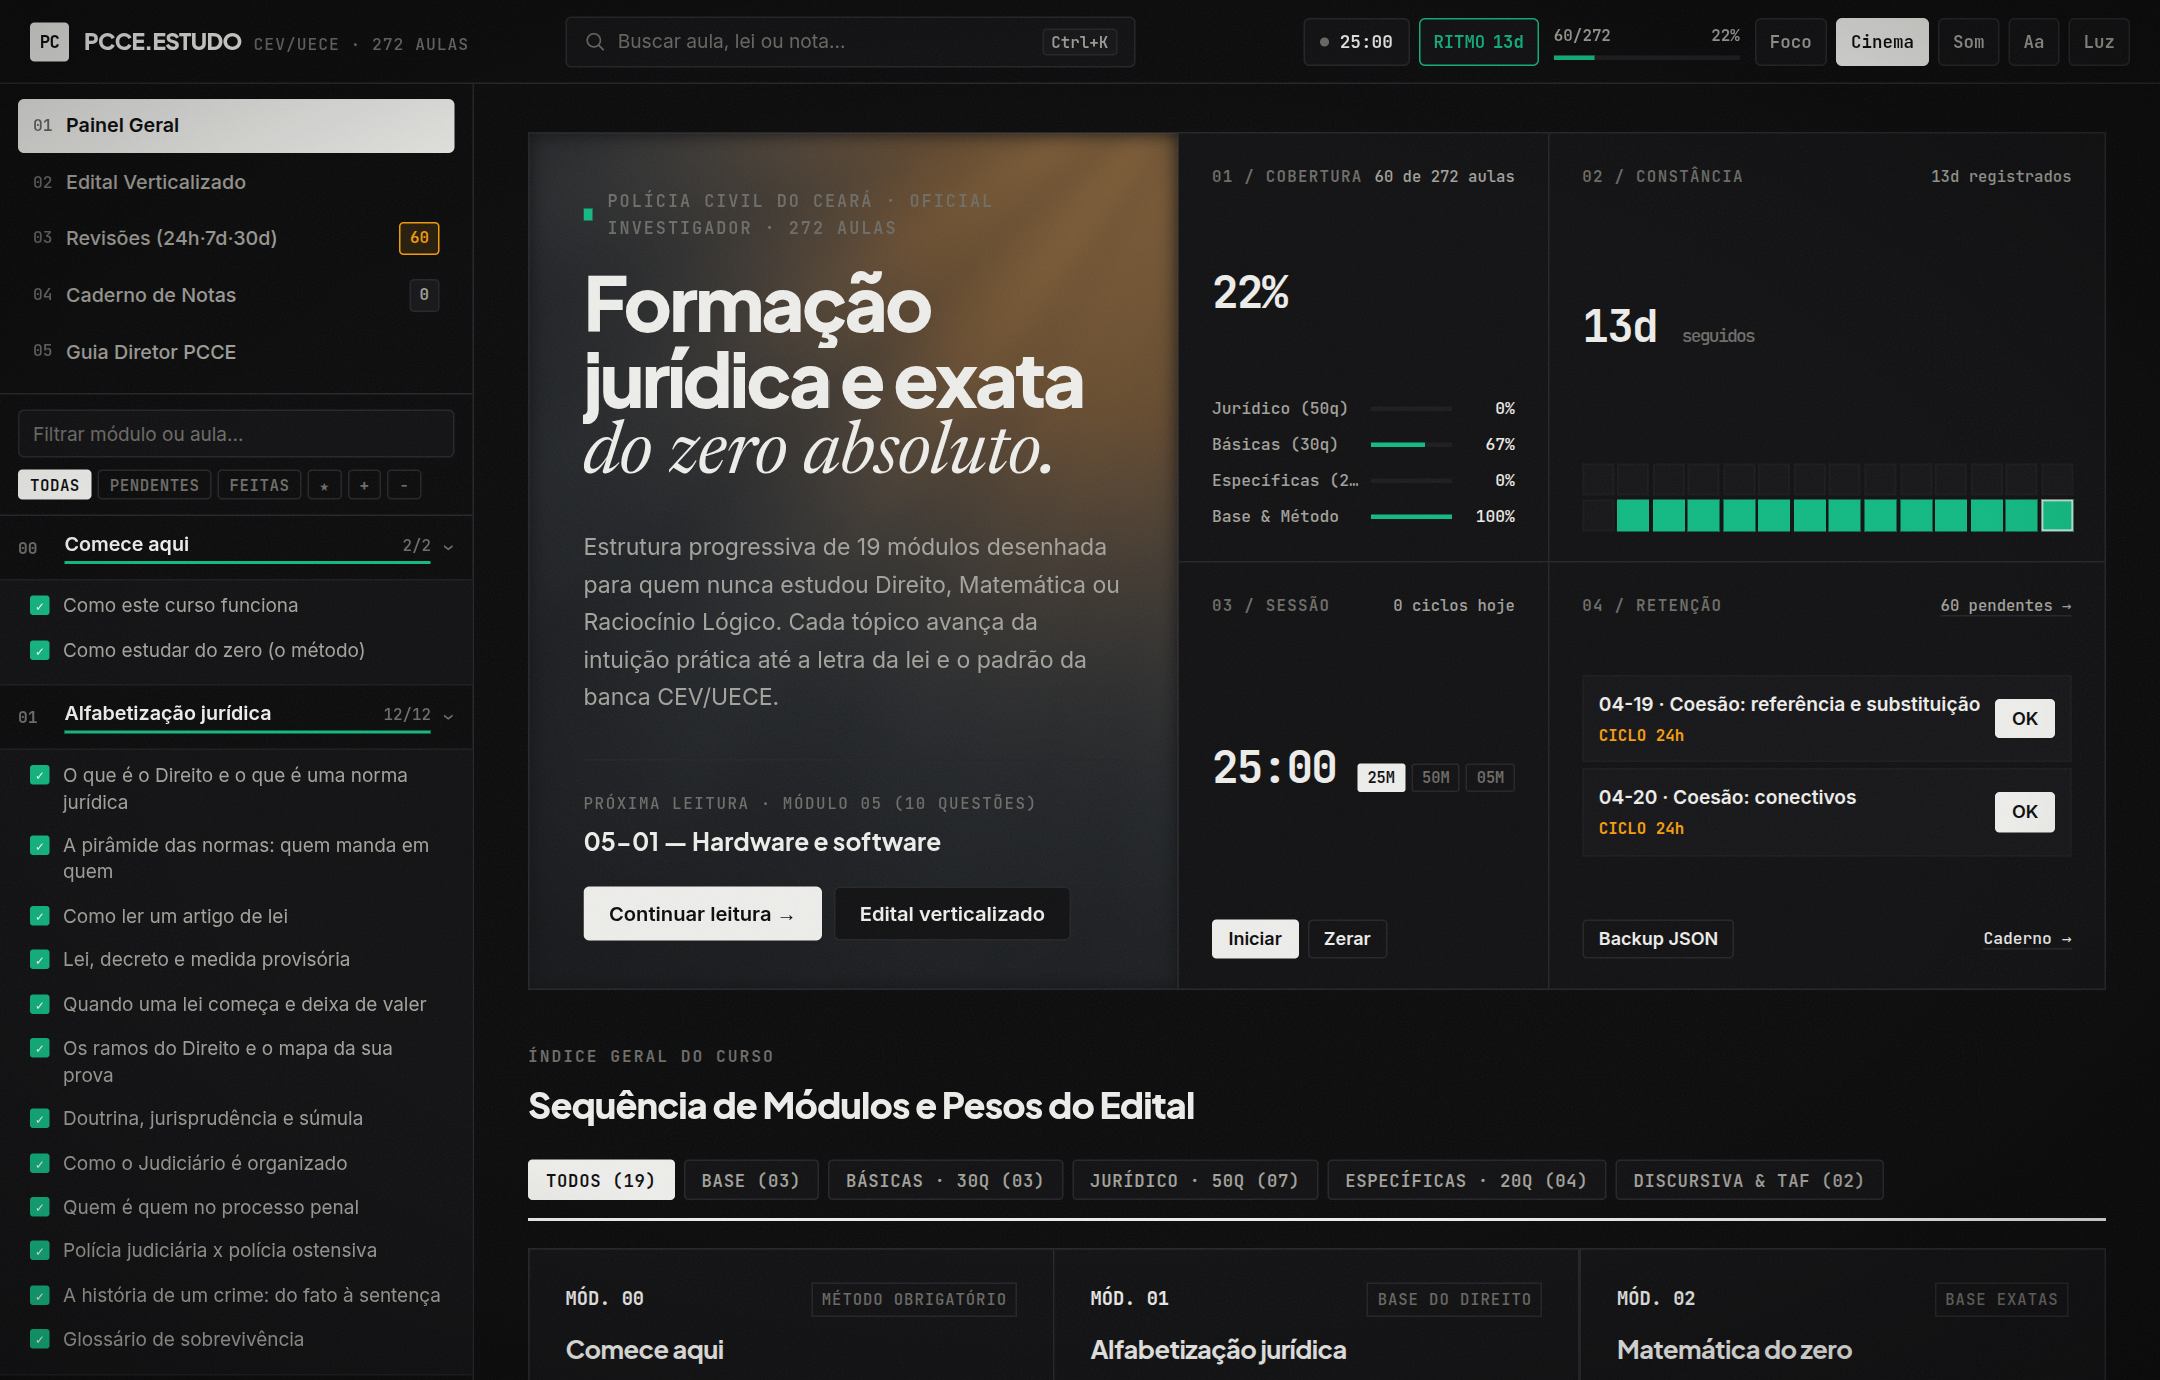 PC PCCE.ESTUDO CEV/UECE · 272 AULAS
Buscar aula, lei ou nota... Ctrl+K
25:00
RITMO 13d
60/272 22%
Foco
Cinema
Som
Aa
Luz
01 Painel Geral
02 Edital Verticalizado
03 Revisões (24h·7d·30d) 60
04 Caderno de Notas 0
05 Guia Diretor PCCE
Filtrar módulo ou aula...
TODAS PENDENTES FEITAS ★ + -
00 Comece aqui 2/2
✓ Como este curso funciona
✓ Como estudar do zero (o método)
01 Alfabetização jurídica 12/12
✓ O que é o Direito e o que é uma norma
jurídica
✓ A pirâmide das normas: quem manda em
quem
✓ Como ler um artigo de lei
✓ Lei, decreto e medida provisória
✓ Quando uma lei começa e deixa de valer
✓ Os ramos do Direito e o mapa da sua
prova
✓ Doutrina, jurisprudência e súmula
✓ Como o Judiciário é organizado
✓ Quem é quem no processo penal
✓ Polícia judiciária x polícia ostensiva
✓ A história de um crime: do fato à sentença
✓ Glossário de sobrevivência
POLÍCIA CIVIL DO CEARÁ · OFICIAL
INVESTIGADOR · 272 AULAS
Formação
jurídica e exata
do zero absoluto.
Estrutura progressiva de 19 módulos desenhada
para quem nunca estudou Direito, Matemática ou
Raciocínio Lógico. Cada tópico avança da
intuição prática até a letra da lei e o padrão da
banca CEV/UECE.
PRÓXIMA LEITURA · MÓDULO 05 (10 QUESTÕES)
05-01 — Hardware e software
Continuar leitura →
Edital verticalizado
01 / COBERTURA 60 de 272 aulas
22%
Jurídico (50q) 0%
Básicas (30q) 67%
Específicas (2… 0%
Base & Método 100%
02 / CONSTÂNCIA 13d registrados
13d seguidos
03 / SESSÃO 0 ciclos hoje
25:00 25M 50M 05M
Iniciar Zerar
04 / RETENÇÃO 60 pendentes →
04-19 · Coesão: referência e substituição
CICLO 24h
OK
04-20 · Coesão: conectivos
CICLO 24h
OK
Backup JSON Caderno →
ÍNDICE GERAL DO CURSO
Sequência de Módulos e Pesos do Edital
TODOS (19) BASE (03) BÁSICAS · 30Q (03) JURÍDICO · 50Q (07) ESPECÍFICAS · 20Q (04) DISCURSIVA & TAF (02)
MÓD. 00 MÉTODO OBRIGATÓRIO
Comece aqui
MÓD. 01 BASE DO DIREITO
Alfabetização jurídica
MÓD. 02 BASE EXATAS
Matemática do zero